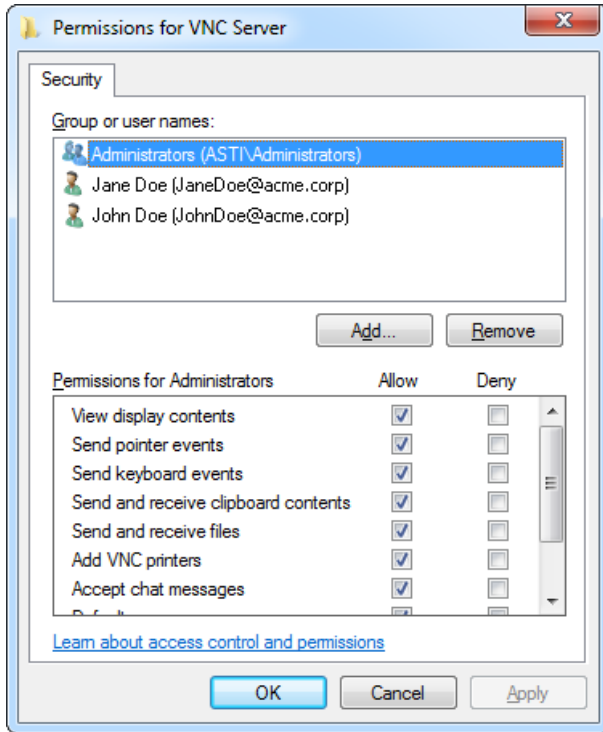 Permissions for VNC Server
Security
Group or user names:
Administrators (ASTI\Administrators)
Jane Doe (JaneDoe@acme.corp)
John Doe (JohnDoe@acme.corp)
Add... Remove
Permissions for Administrators Allow Deny
View display contents
Send pointer events
Send keyboard events
Send and receive clipboard contents
Send and receive files
Add VNC printers
Accept chat messages
Learn about access control and permissions
OK Cancel Apply